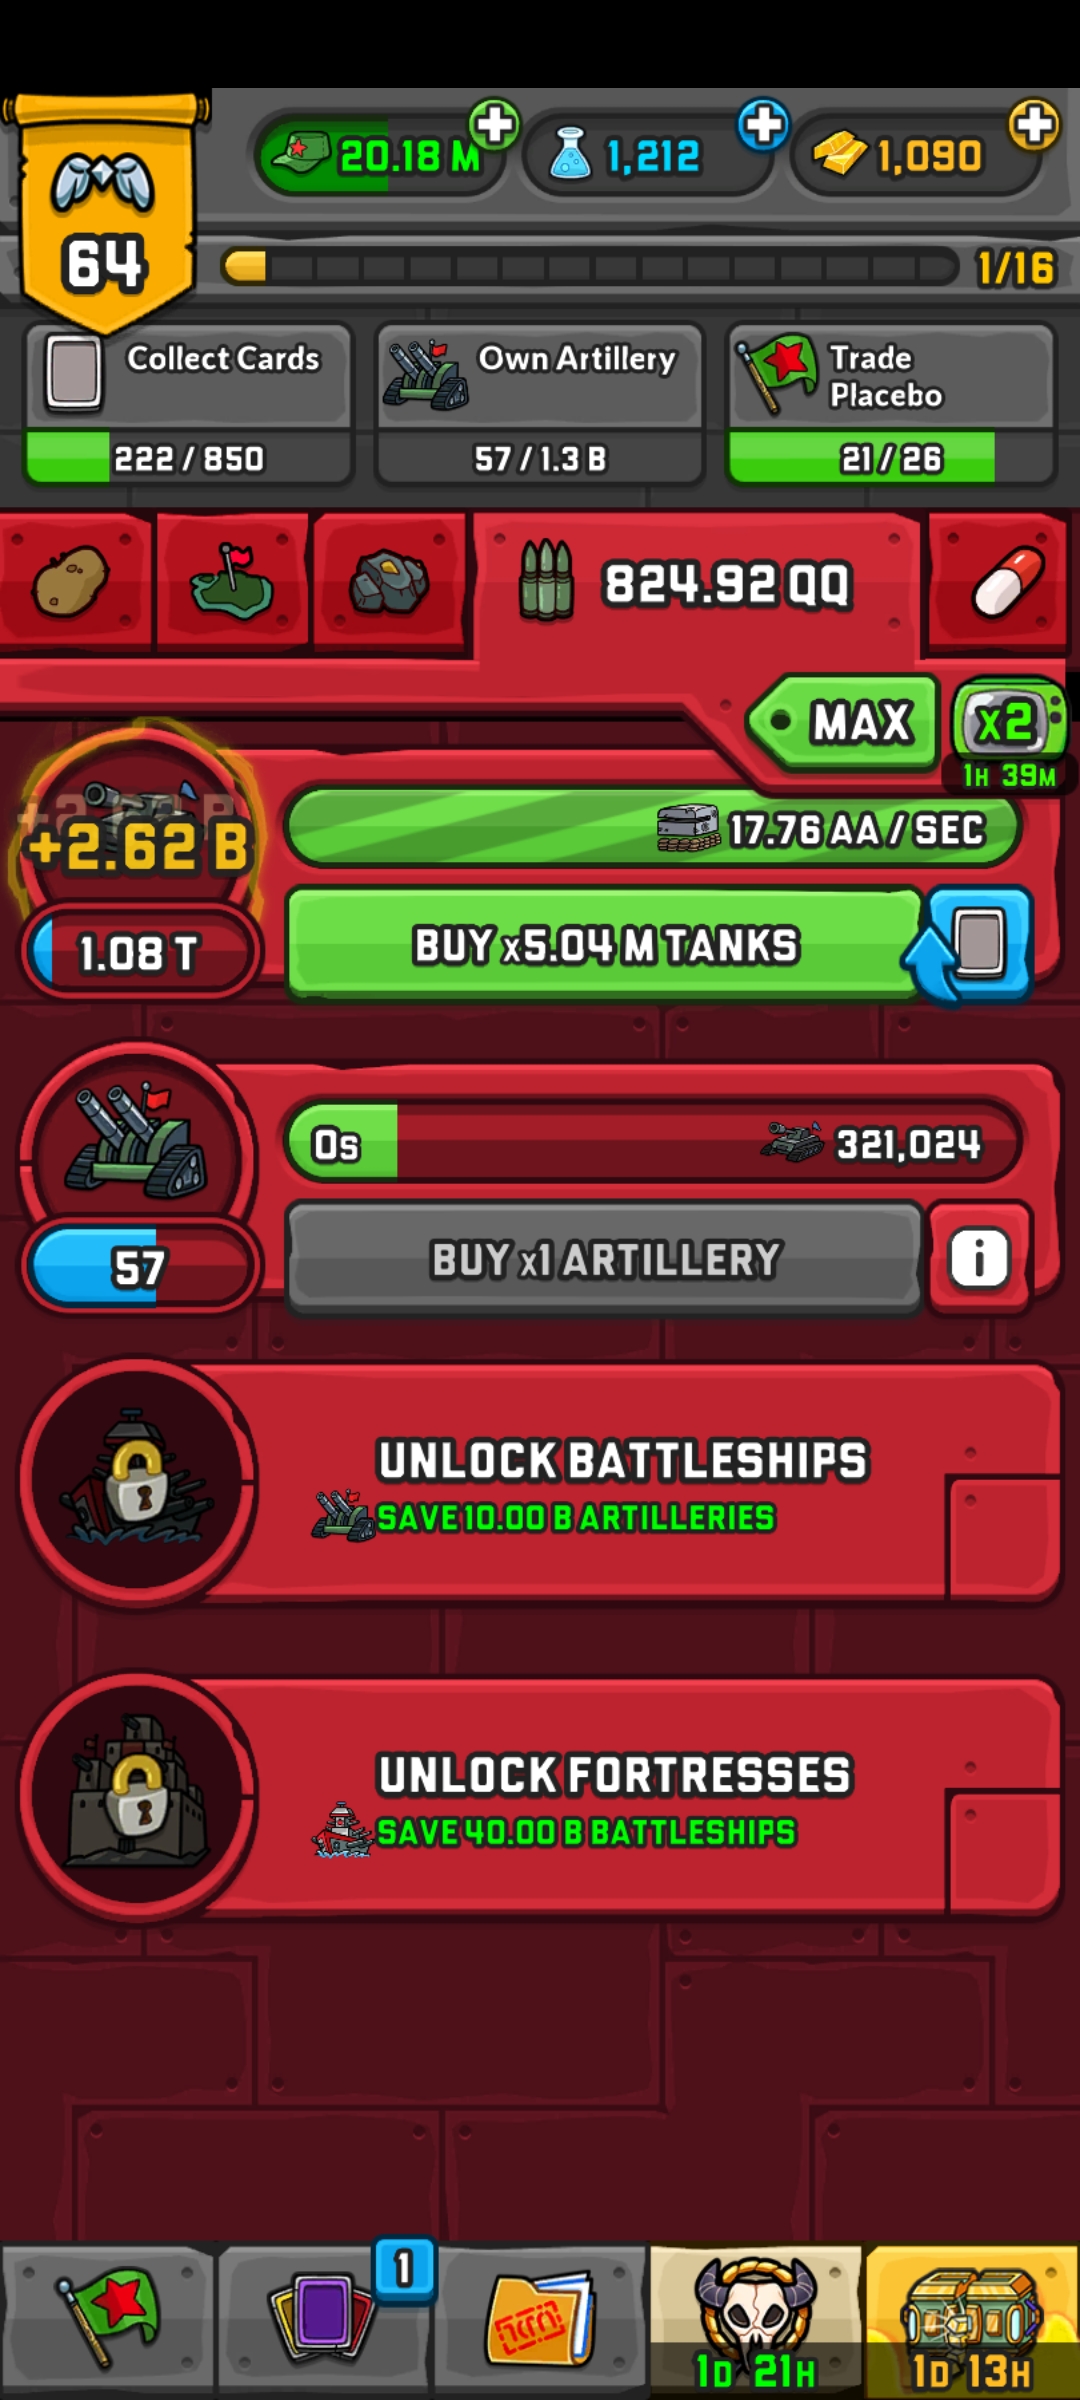 20.18 M
1,212
1,090
64
1/16
Collect Cards
222 / 850
Own Artillery
57 / 1.3 B
Trade
Placebo
21 / 26
824.92 QQ
MAX
x2
1H 39M
+2.62 B
17.76 AA / SEC
1.08 T
BUY x5.04 M TANKS
0s
321,024
57
BUY x1 ARTILLERY
i
UNLOCK BATTLESHIPS
SAVE 10.00 B ARTILLERIES
UNLOCK FORTRESSES
SAVE 40.00 B BATTLESHIPS
1
1D 21H
1D 13H